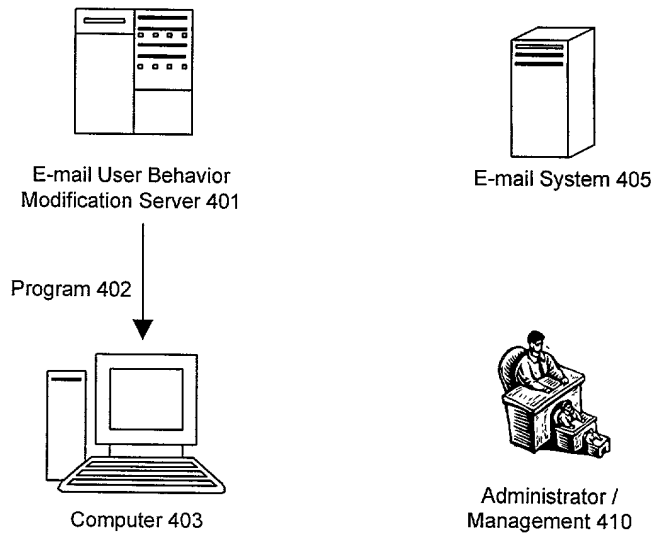 E-mail User Behavior
Modification Server 401
E-mail System 405
Program 402
Computer 403
Administrator /
Management 410